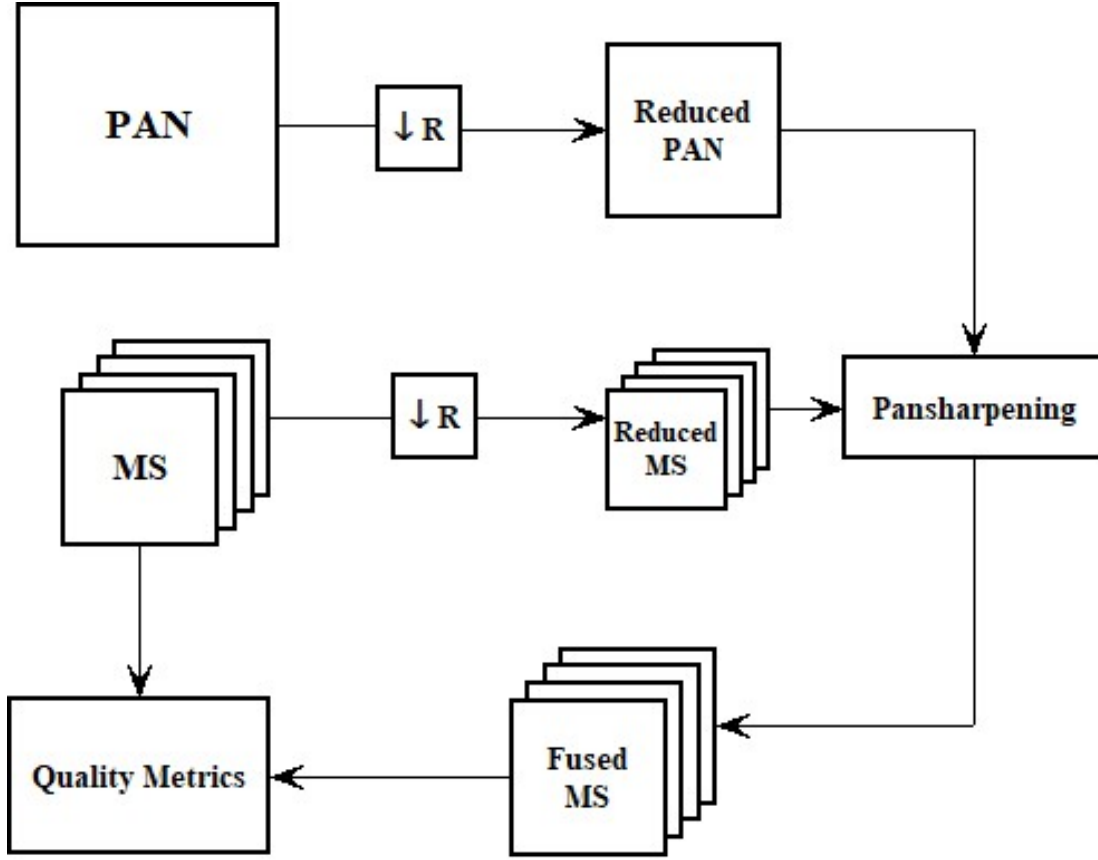 PAN
↓ R
Reduced
PAN
MS
↓ R
Reduced
MS
Pansharpening
Quality Metrics
Fused
MS